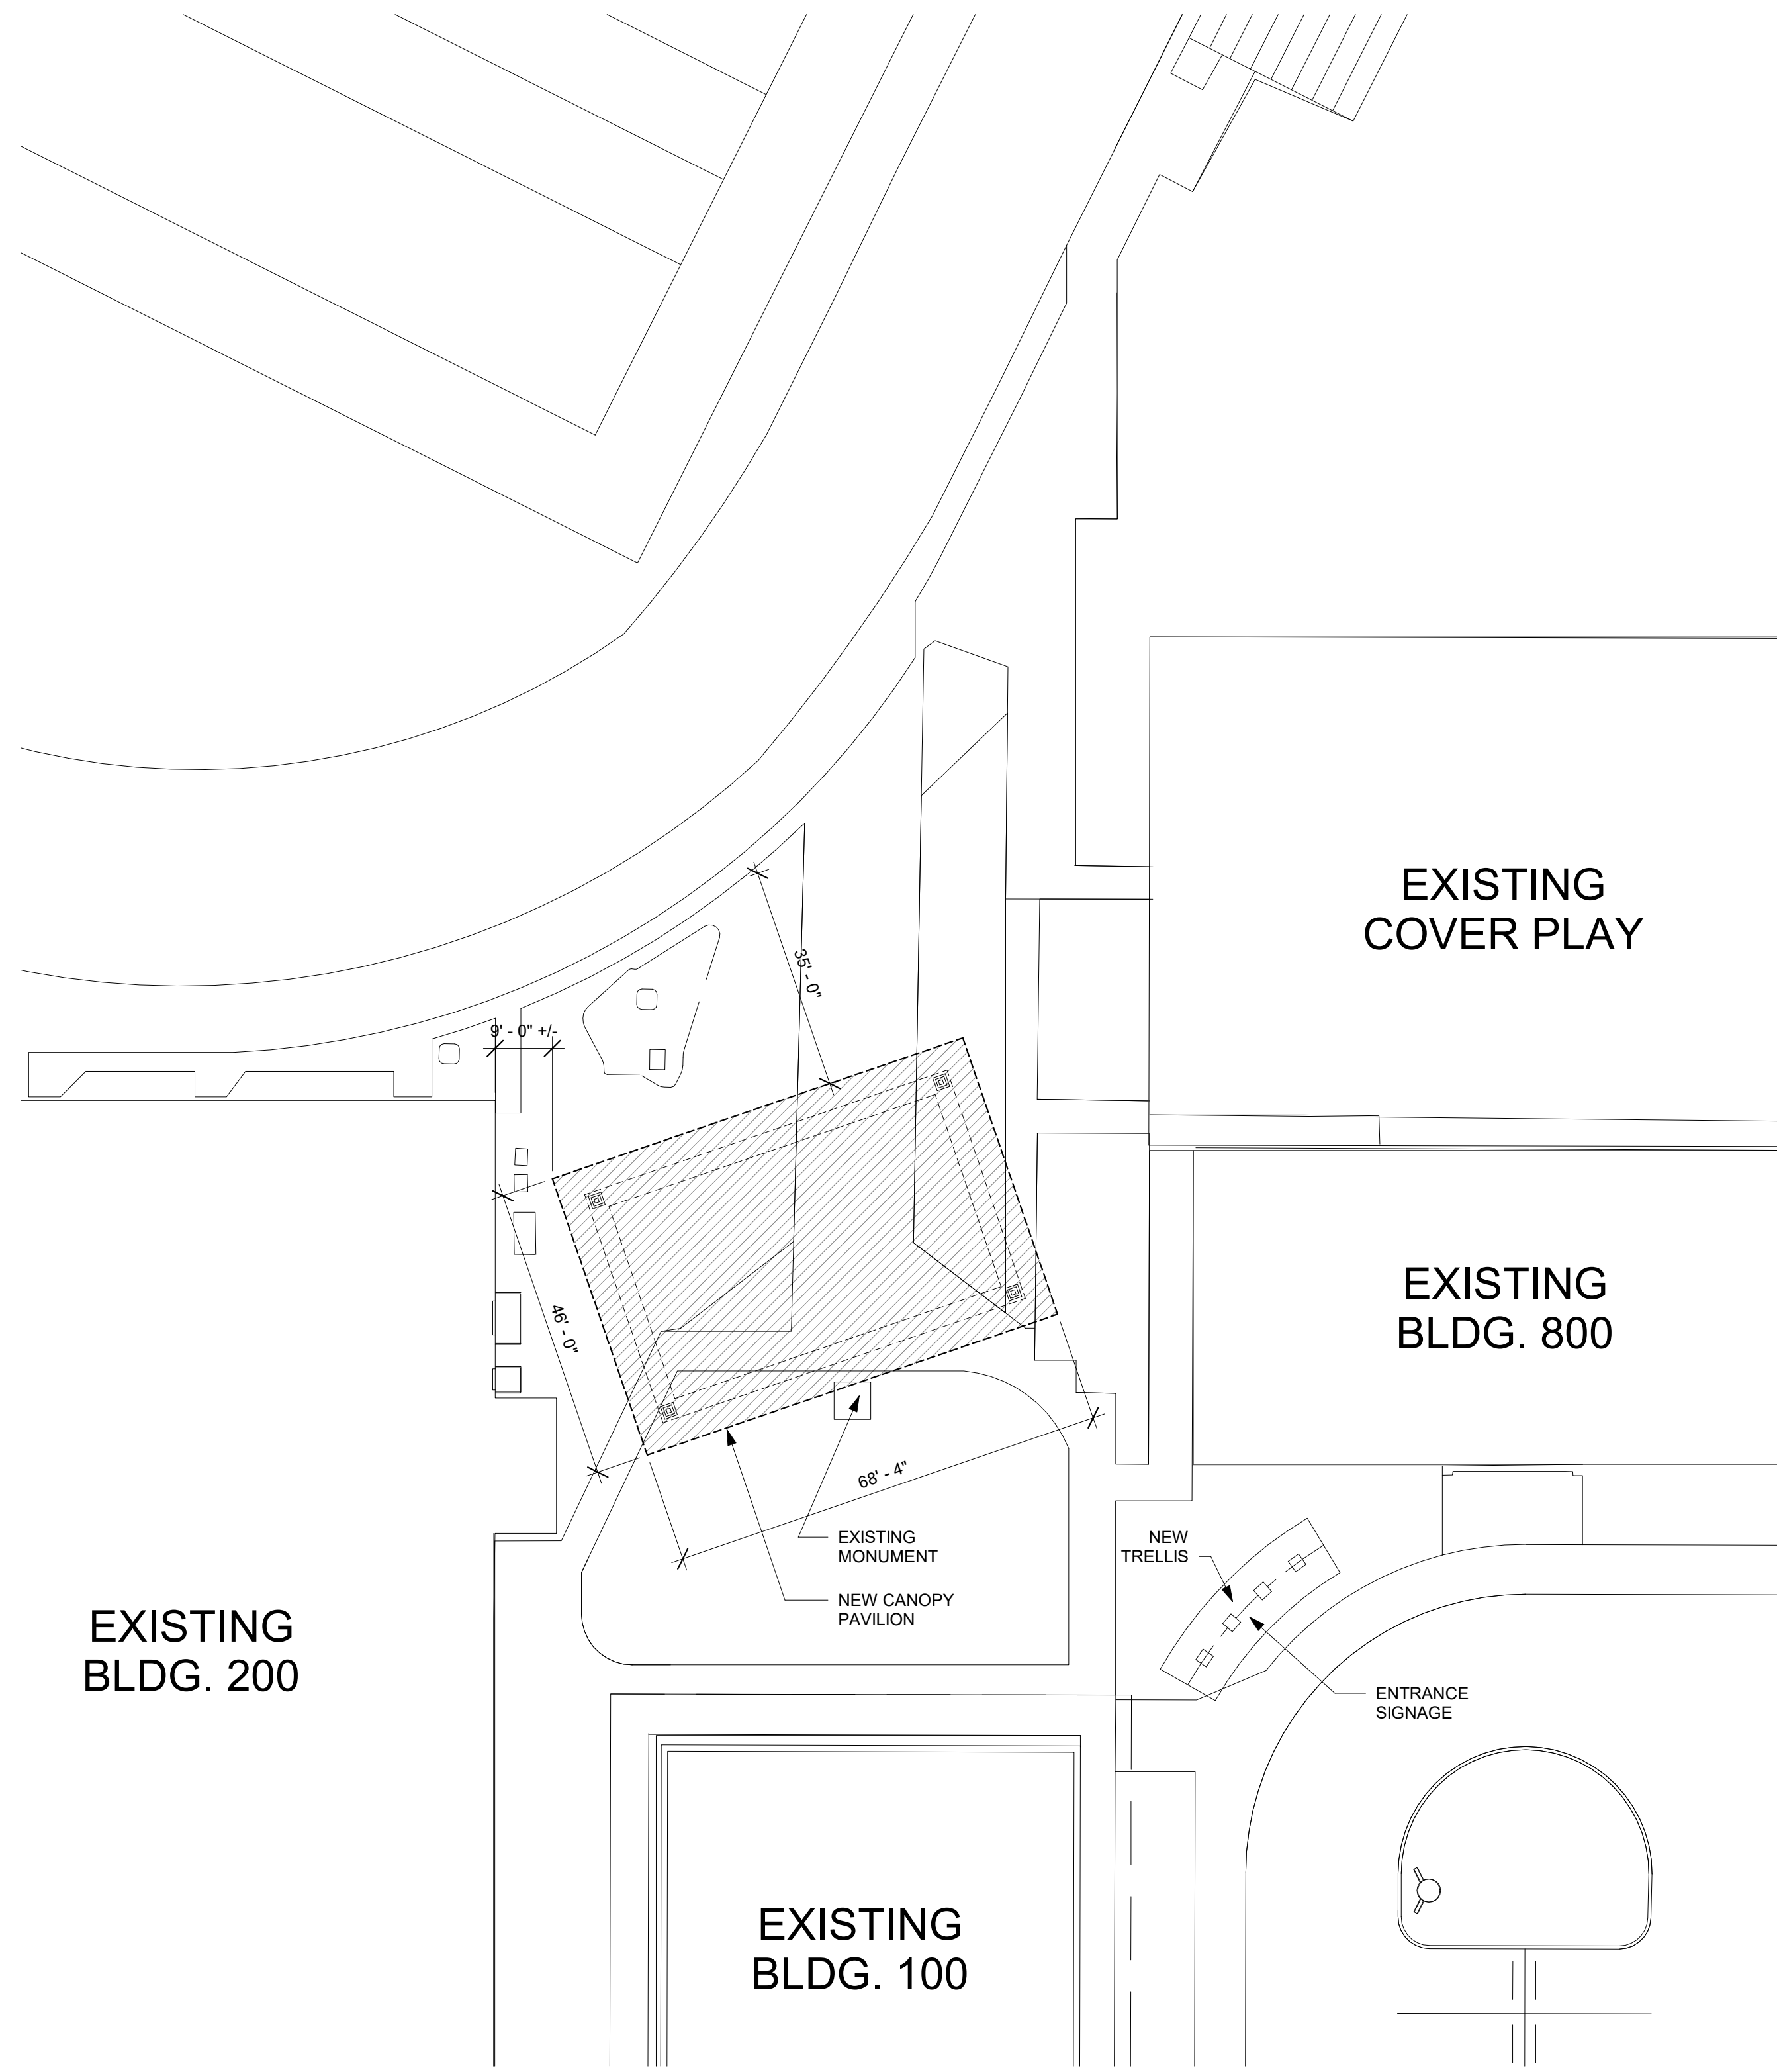 EXISTING
COVER PLAY
35' - 0"
9' - 0" +/-
EXISTING
BLDG. 800
46' - 0"
68' - 4"
EXISTING
MONUMENT
NEW
TRELLIS
NEW CANOPY
PAVILION
EXISTING
BLDG. 200
ENTRANCE
SIGNAGE
EXISTING
BLDG. 100